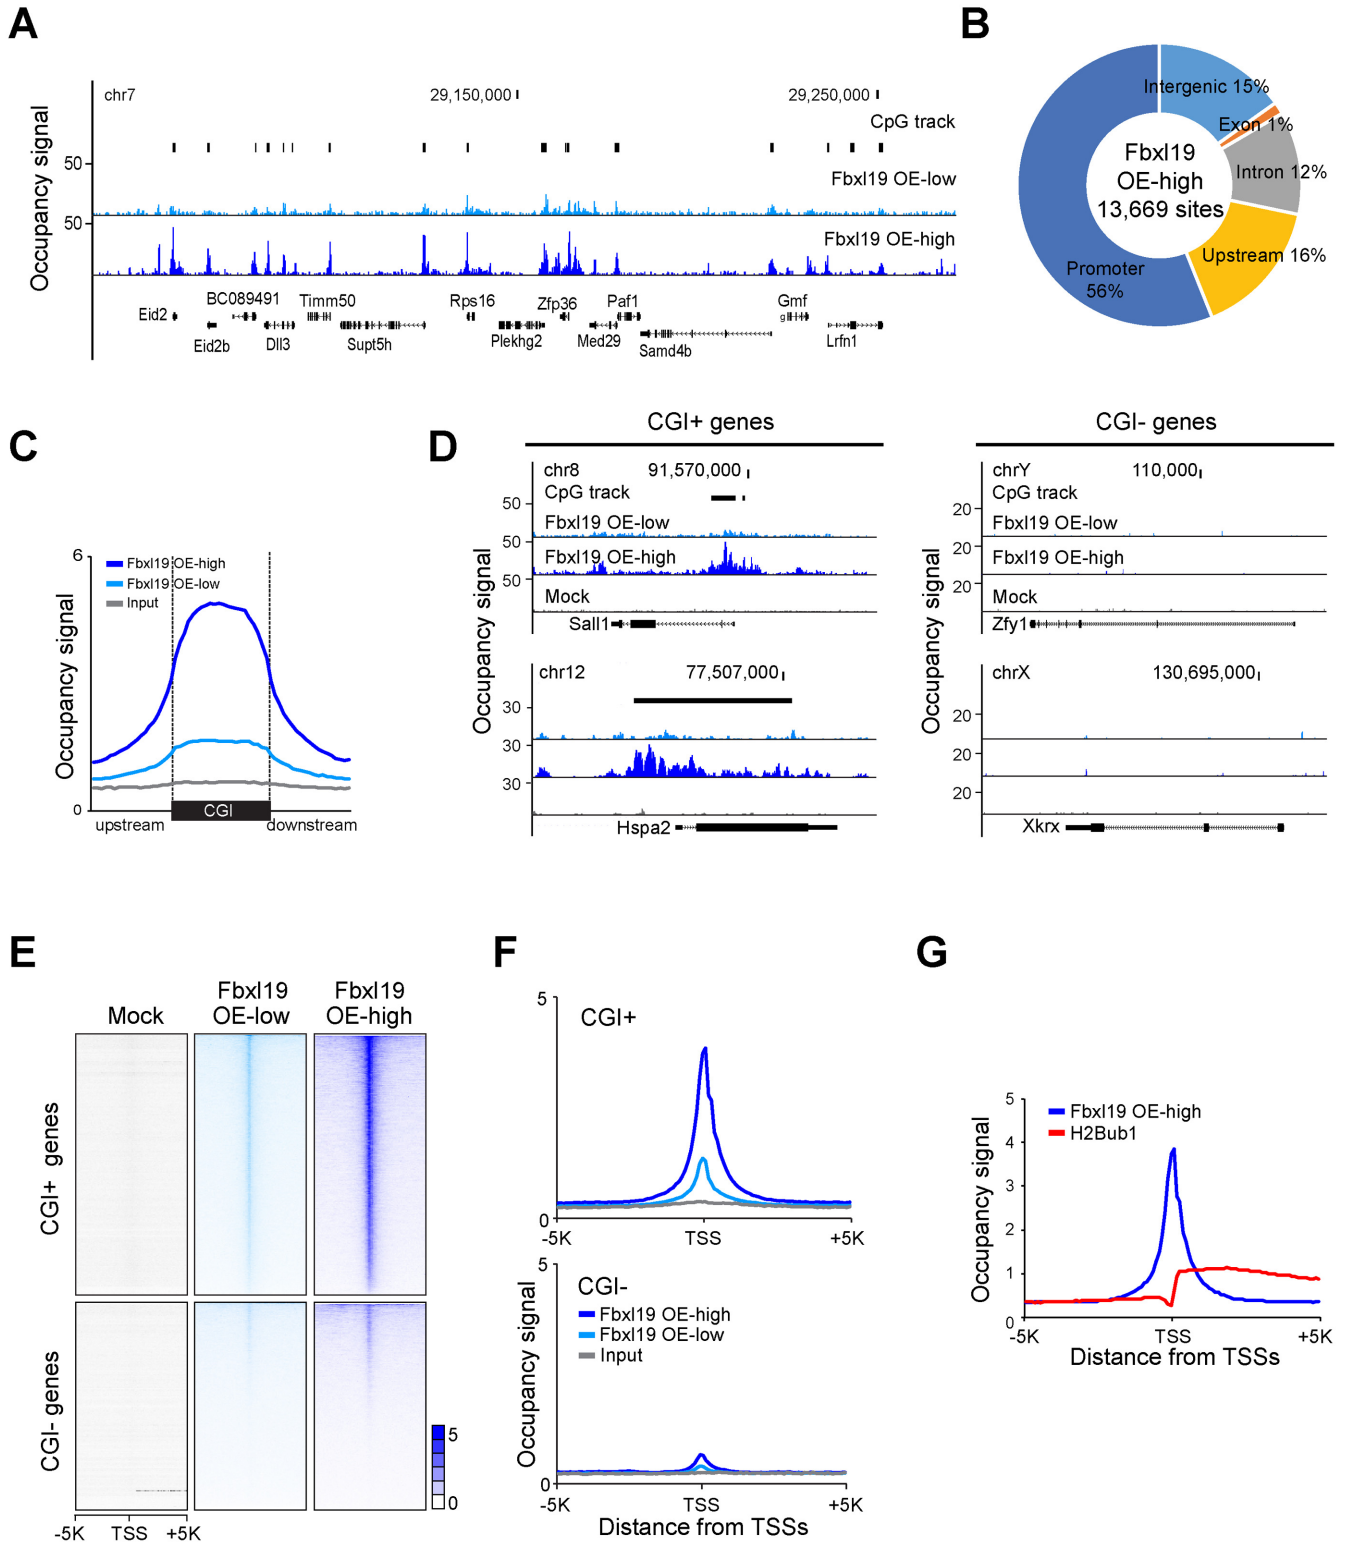 A
Occupancy signal
chr7
29,150,000
29,250,000
CpG track
50
Fbxl19 OE-low
50
Fbxl19 OE-high
BC089491
Timm50
Rps16
Zfp36
Paf1
Gmf
g
Eid2
Eid2b
Dll3
Supt5h
Plekhg2
Med29
Samd4b
Lrfn1
B
Intergenic 15%
Exon 1%
Intron 12%
Upstream 16%
Promoter
56%
Fbxl19
OE-high
13,669 sites
C
Occupancy signal
6
0
Fbxl19 OE-high
Fbxl19 OE-low
Input
CGI
upstream
downstream
D
CGI+ genes
Occupancy signal
chr8
91,570,000
CpG track
50
Fbxl19 OE-low
50
Fbxl19 OE-high
50
Mock
Sall1
chr12
77,507,000
30
30
30
Hspa2
CGI- genes
Occupancy signal
chrY
110,000
CpG track
20
Fbxl19 OE-low
20
Fbxl19 OE-high
20
Mock
Zfy1
chrX
130,695,000
20
20
20
Xkrx
E
Mock
Fbxl19
OE-low
Fbxl19
OE-high
CGI+ genes
CGI- genes
5
0
-5K
TSS
+5K
F
Occupancy signal
5
CGI+
0
-5K
TSS
+5K
5
CGI-
Fbxl19 OE-high
Fbxl19 OE-low
Input
0
-5K
TSS
+5K
Distance from TSSs
G
Occupancy signal
5
4
3
2
1
0
Fbxl19 OE-high
H2Bub1
-5K
TSS
+5K
Distance from TSSs